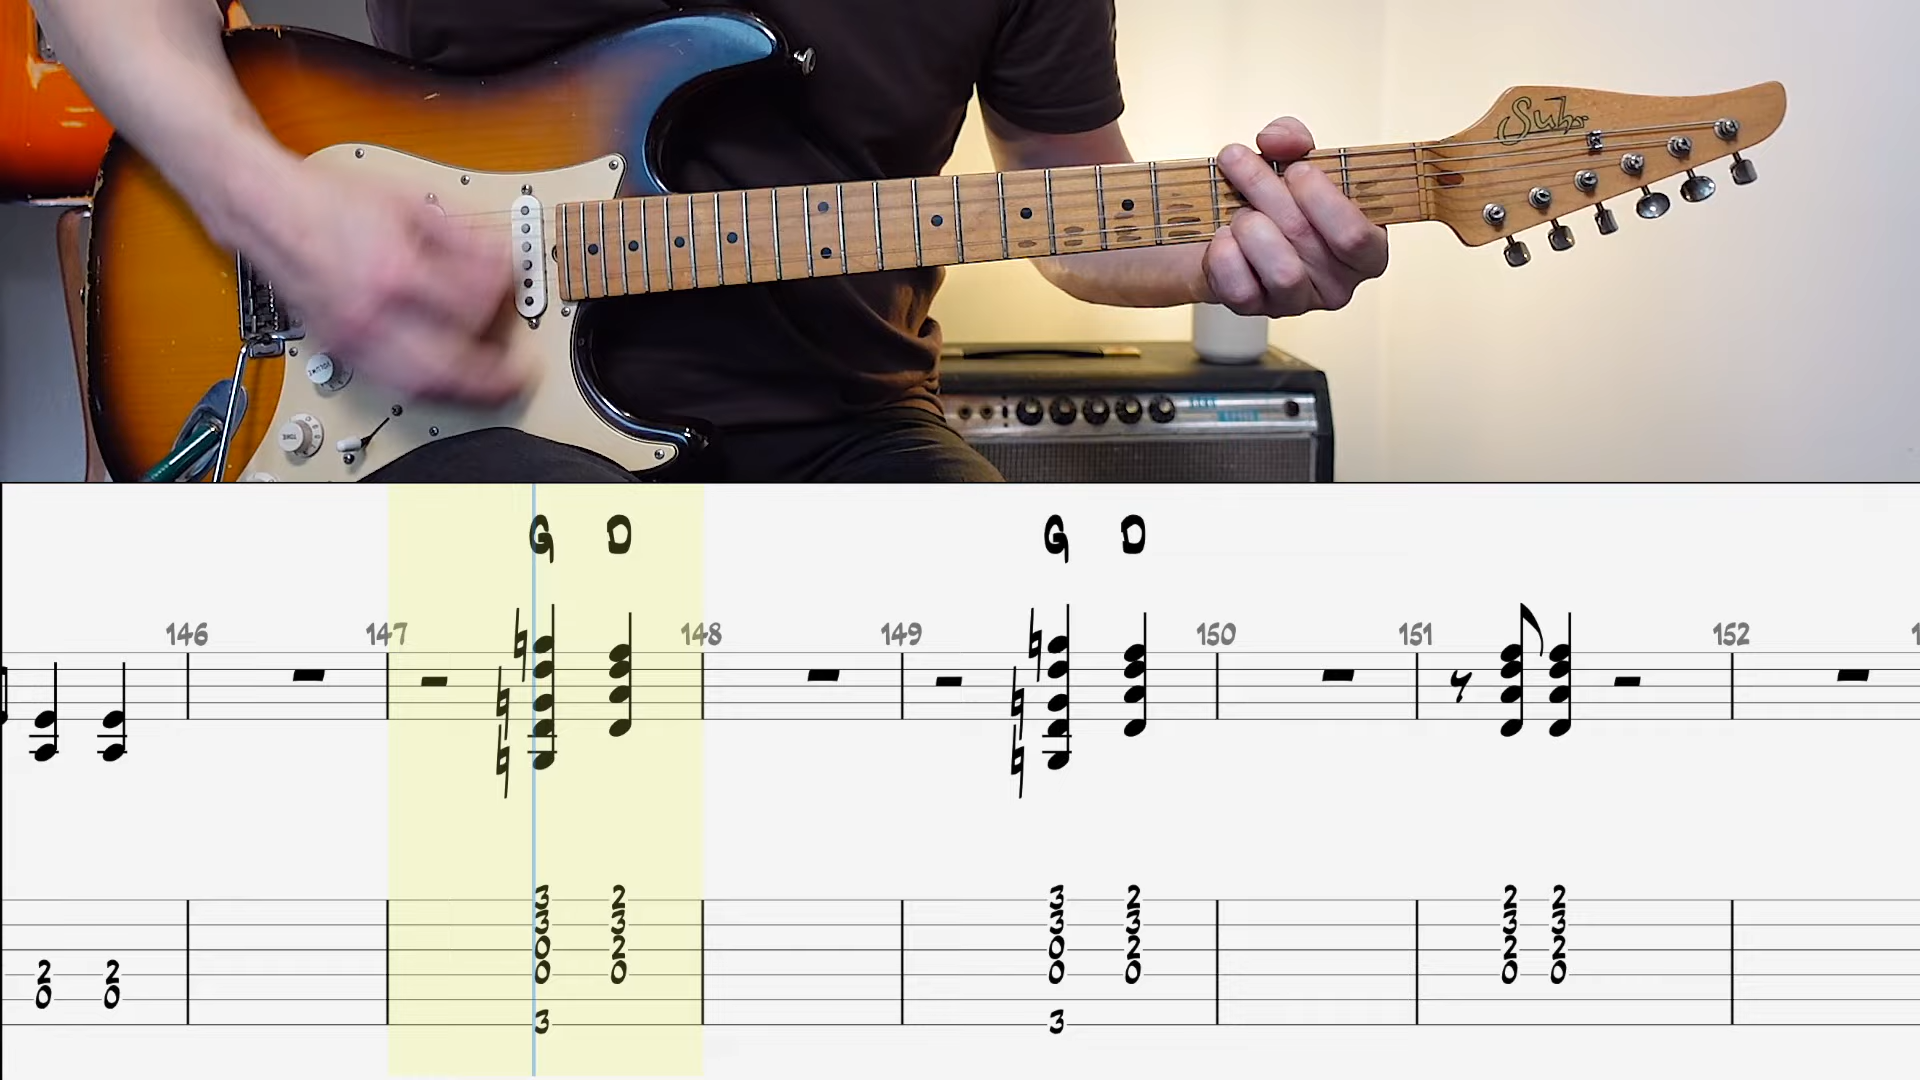 Suhr
VOLUME
TONE
G D G D
146 147 148 149 150 151 152
3 2 3 2 2 2
3 3 3 3 3 3
0 2 0 2 2 2
2 2 0 0 0 0 0 0
0 0
3 3